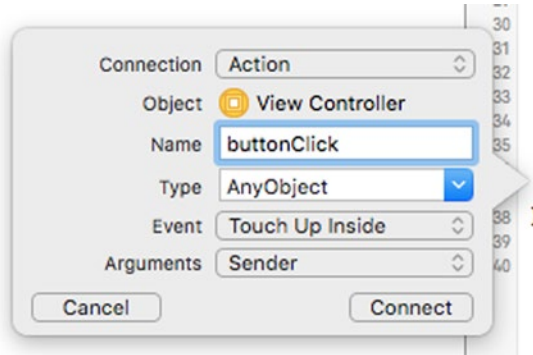 30
Connection Action 31
32
Object View Controller 33
34
Name buttonClick 35
Type AnyObject
Event Touch Up Inside 38
39
Arguments Sender 40
Cancel Connect